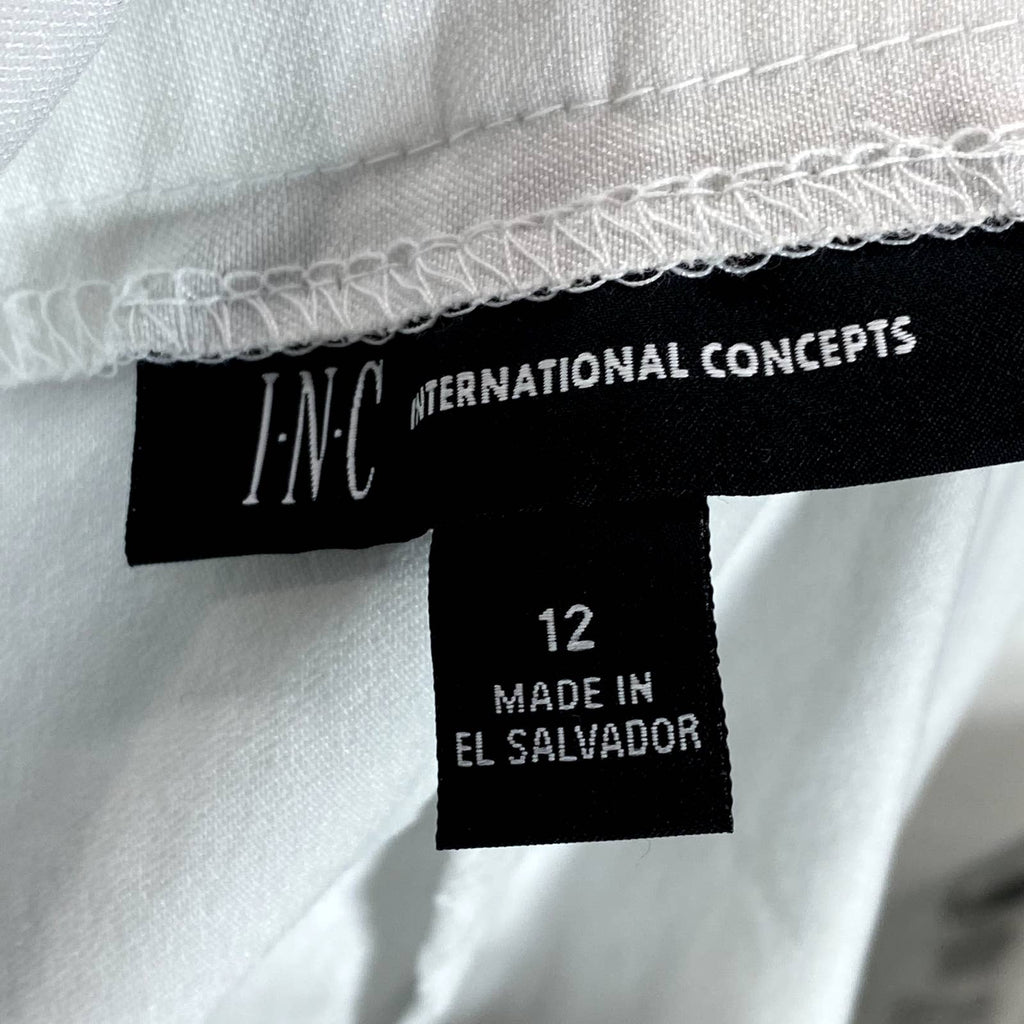 I·N·C INTERNATIONAL CONCEPTS
12
MADE IN
EL SALVADOR